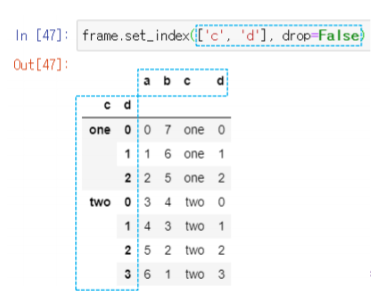 In [47]: frame.set_index(['c', 'd'], drop=False)
Out[47]:
a b c d
c d
one 0 0 7 one 0
1 1 6 one 1
2 2 5 one 2
two 0 3 4 two 0
1 4 3 two 1
2 5 2 two 2
3 6 1 two 3